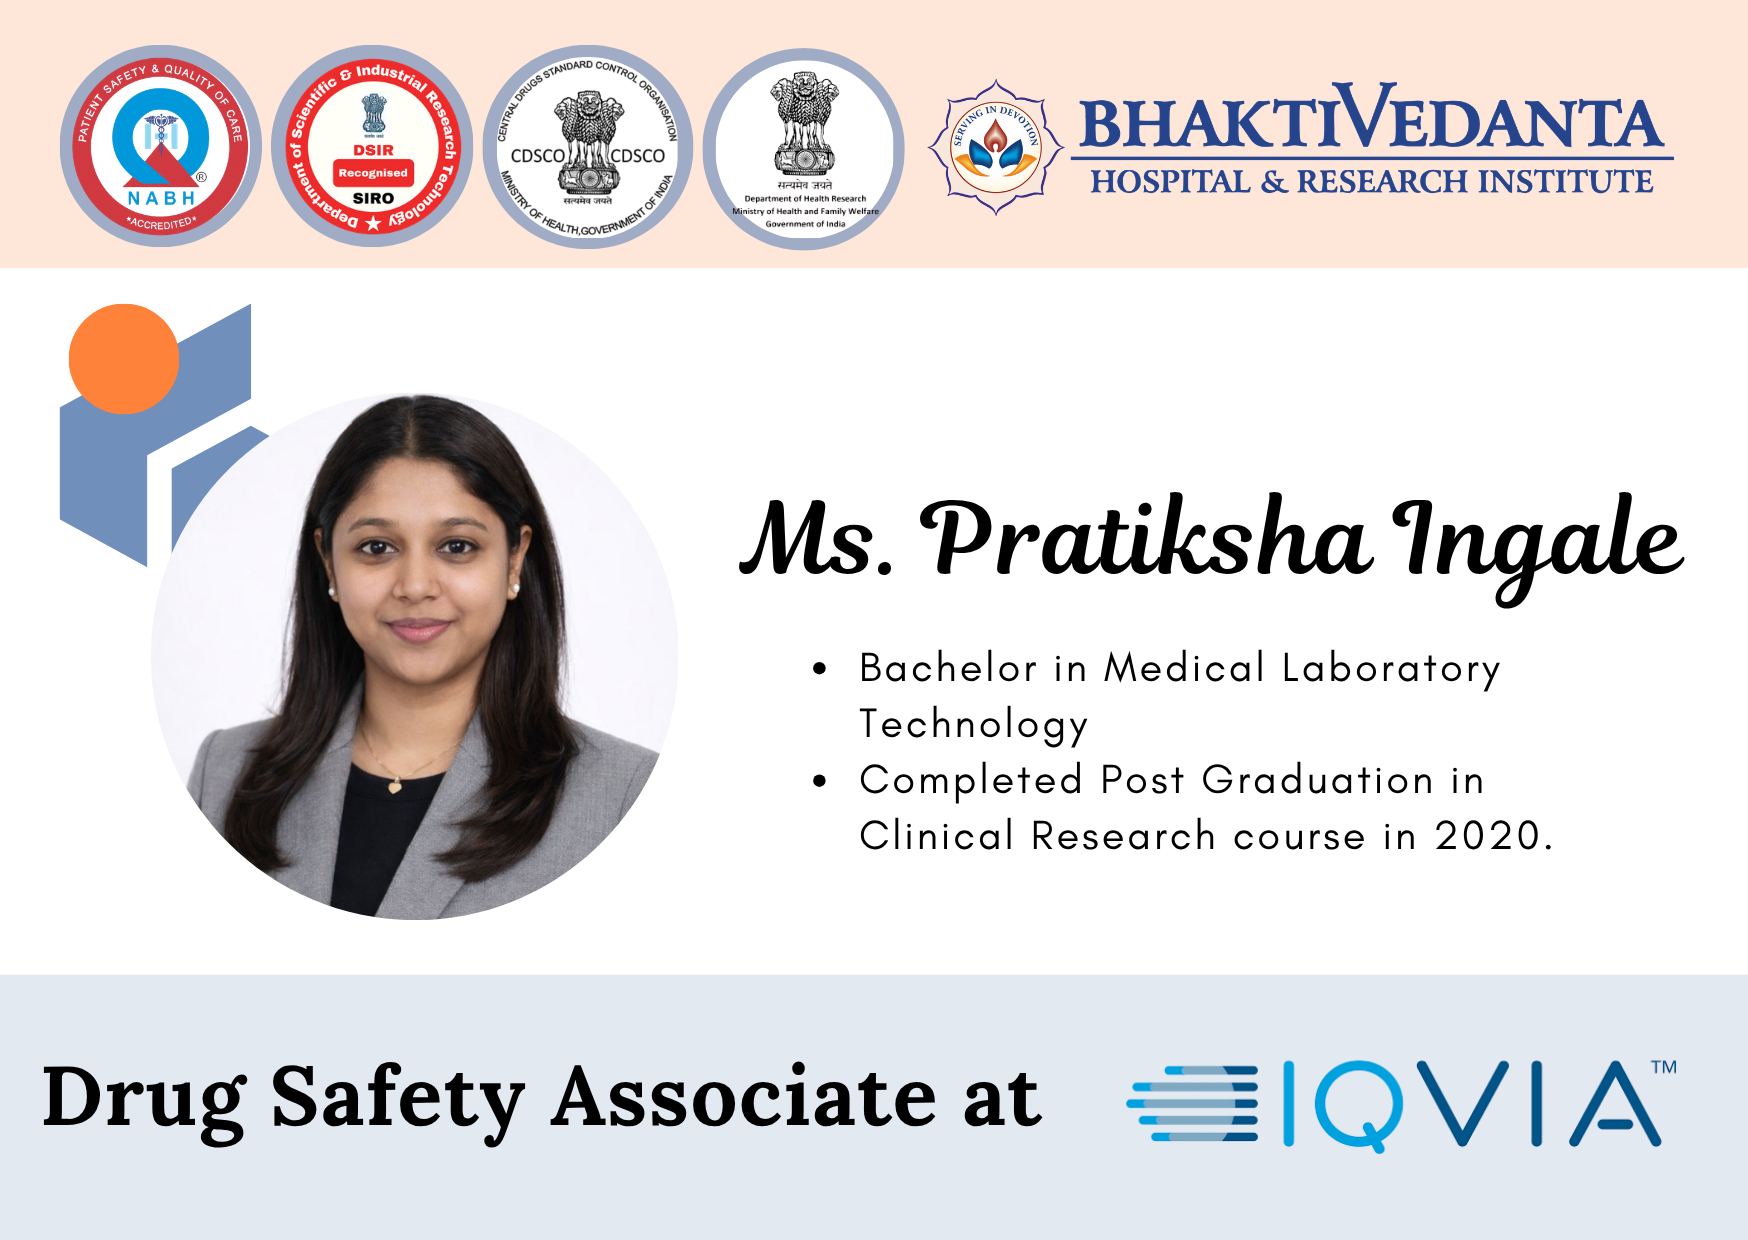 PATIENT SAFETY & QUALITY OF CARE
®
NABH
*ACCREDITED*
Department of Scientific & Industrial Research Technology
DSIR
Recognised
SIRO
CENTRAL DRUGS STANDARD CONTROL ORGANISATION
CDSCO CDSCO
सत्यमेव जयते
MINISTRY OF HEALTH,GOVERNMENT OF INDIA
सत्यमेव जयते
Department of Health Research
Ministry of Health and Family Welfare
Government of India
SERVING IN DEVOTION
BHAKTIVEDANTA
HOSPITAL & RESEARCH INSTITUTE
Ms. Pratiksha Ingale
• Bachelor in Medical Laboratory
Technology
• Completed Post Graduation in
Clinical Research course in 2020.
Drug Safety Associate at
IQVIA™